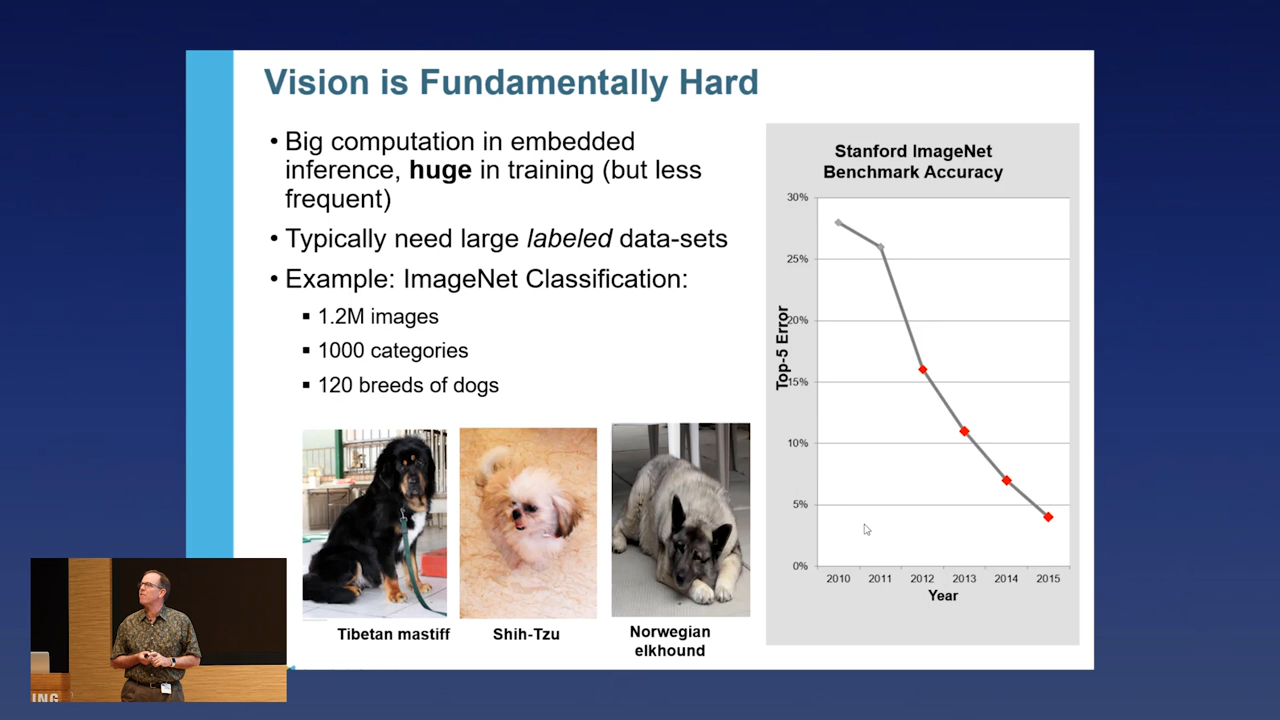 Vision is Fundamentally Hard
• Big computation in embedded
inference, huge in training (but less
frequent)
• Typically need large labeled data-sets
• Example: ImageNet Classification:
▪ 1.2M images
▪ 1000 categories
▪ 120 breeds of dogs
Tibetan mastiff
Shih-Tzu
Norwegian
elkhound
Stanford ImageNet
Benchmark Accuracy
Top-5 Error
30%
25%
20%
15%
10%
5%
0%
2010 2011 2012 2013 2014 2015
Year
ING